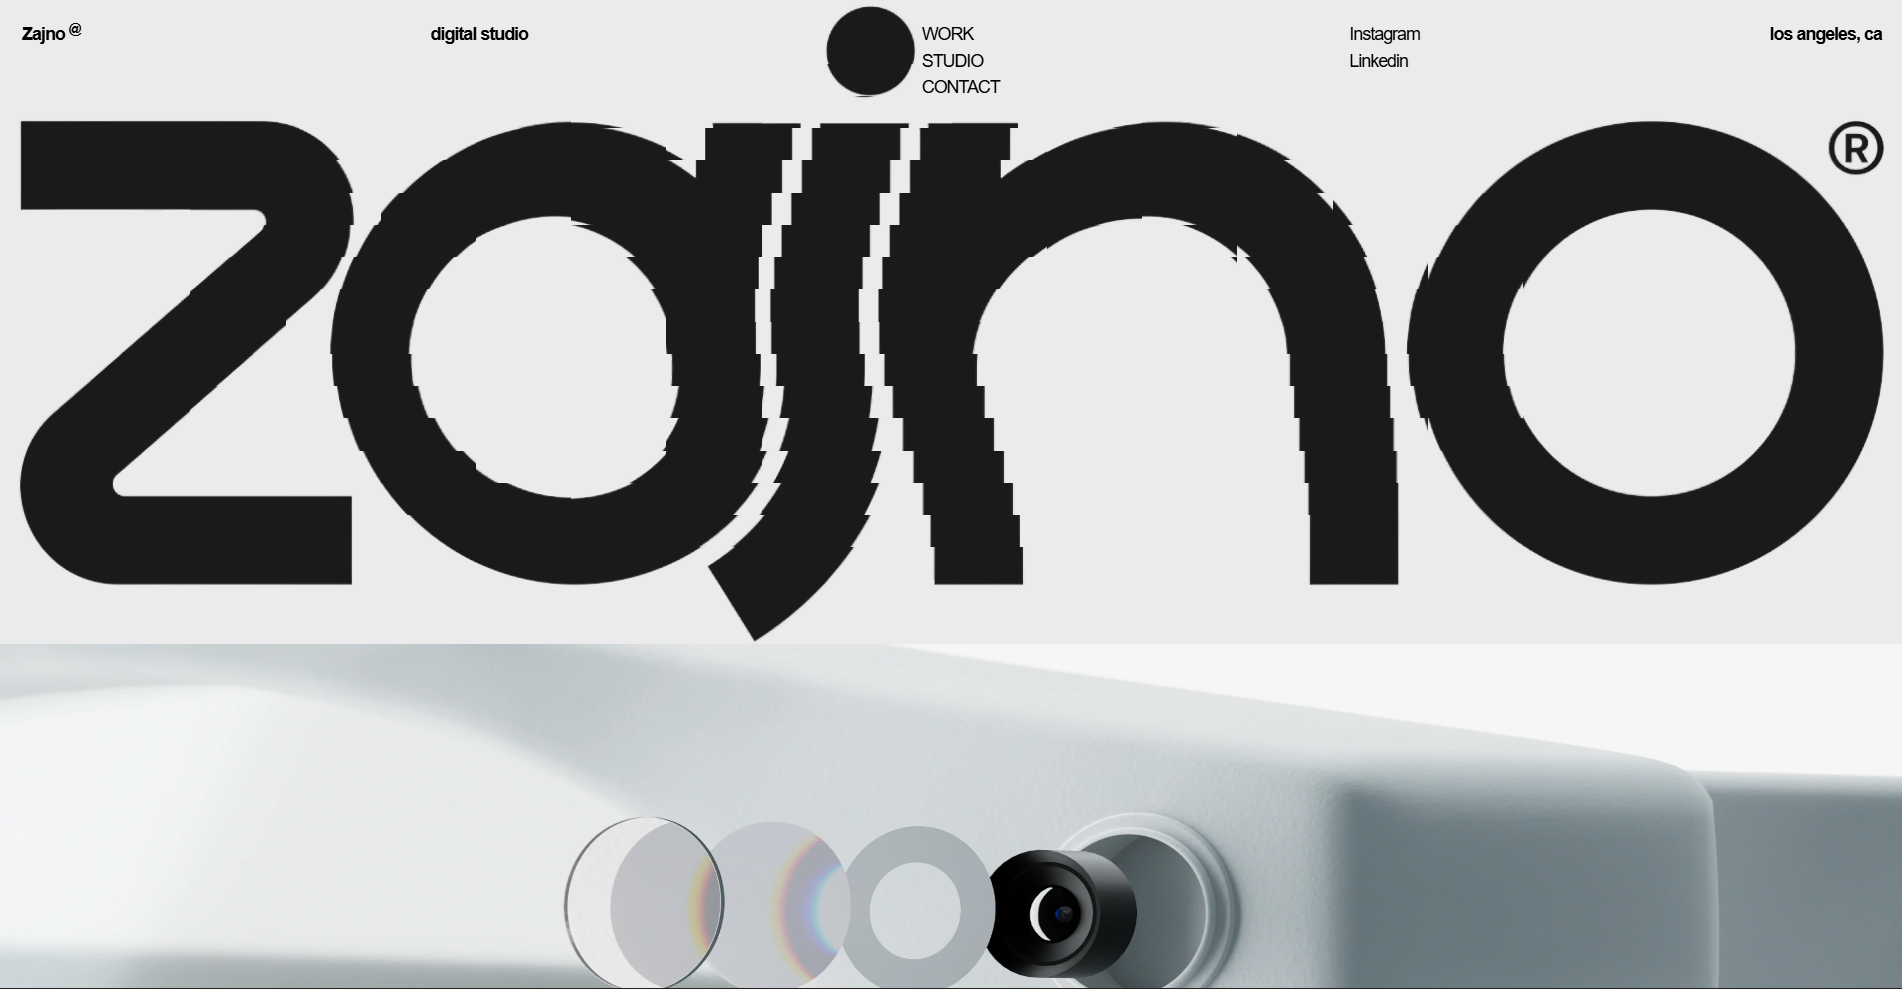 Zajno @
digital studio
WORK
STUDIO
CONTACT
Instagram
Linkedin
los angeles, ca
zajno ®